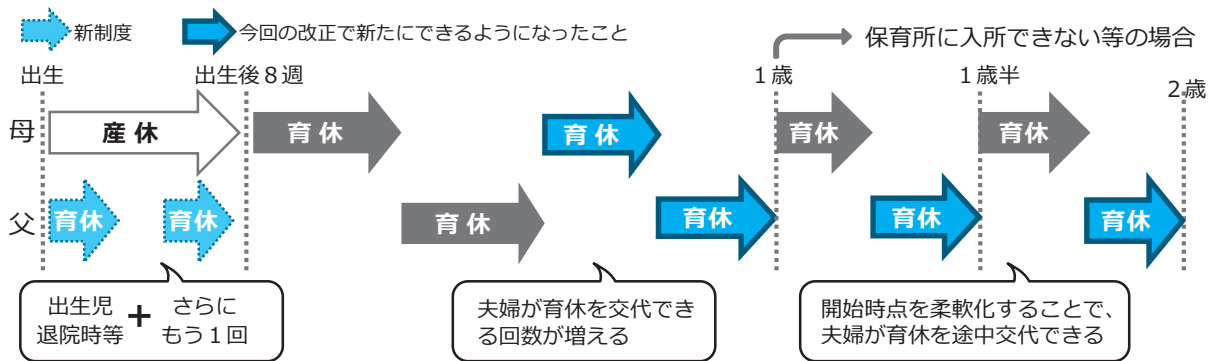 新制度
今回の改正で新たにできるようになったこと
保育所に入所できない等の場合
出生
出生後８週
１歳
１歳半
２歳
母
産 休
育 休
育 休
育休
育休
父
育休
育休
育 休
育休
育休
育休
出生児
退院時等
+
さらに
もう１回
夫婦が育休を交代でき
る回数が増える
開始時点を柔軟化することで、
夫婦が育休を途中交代できる